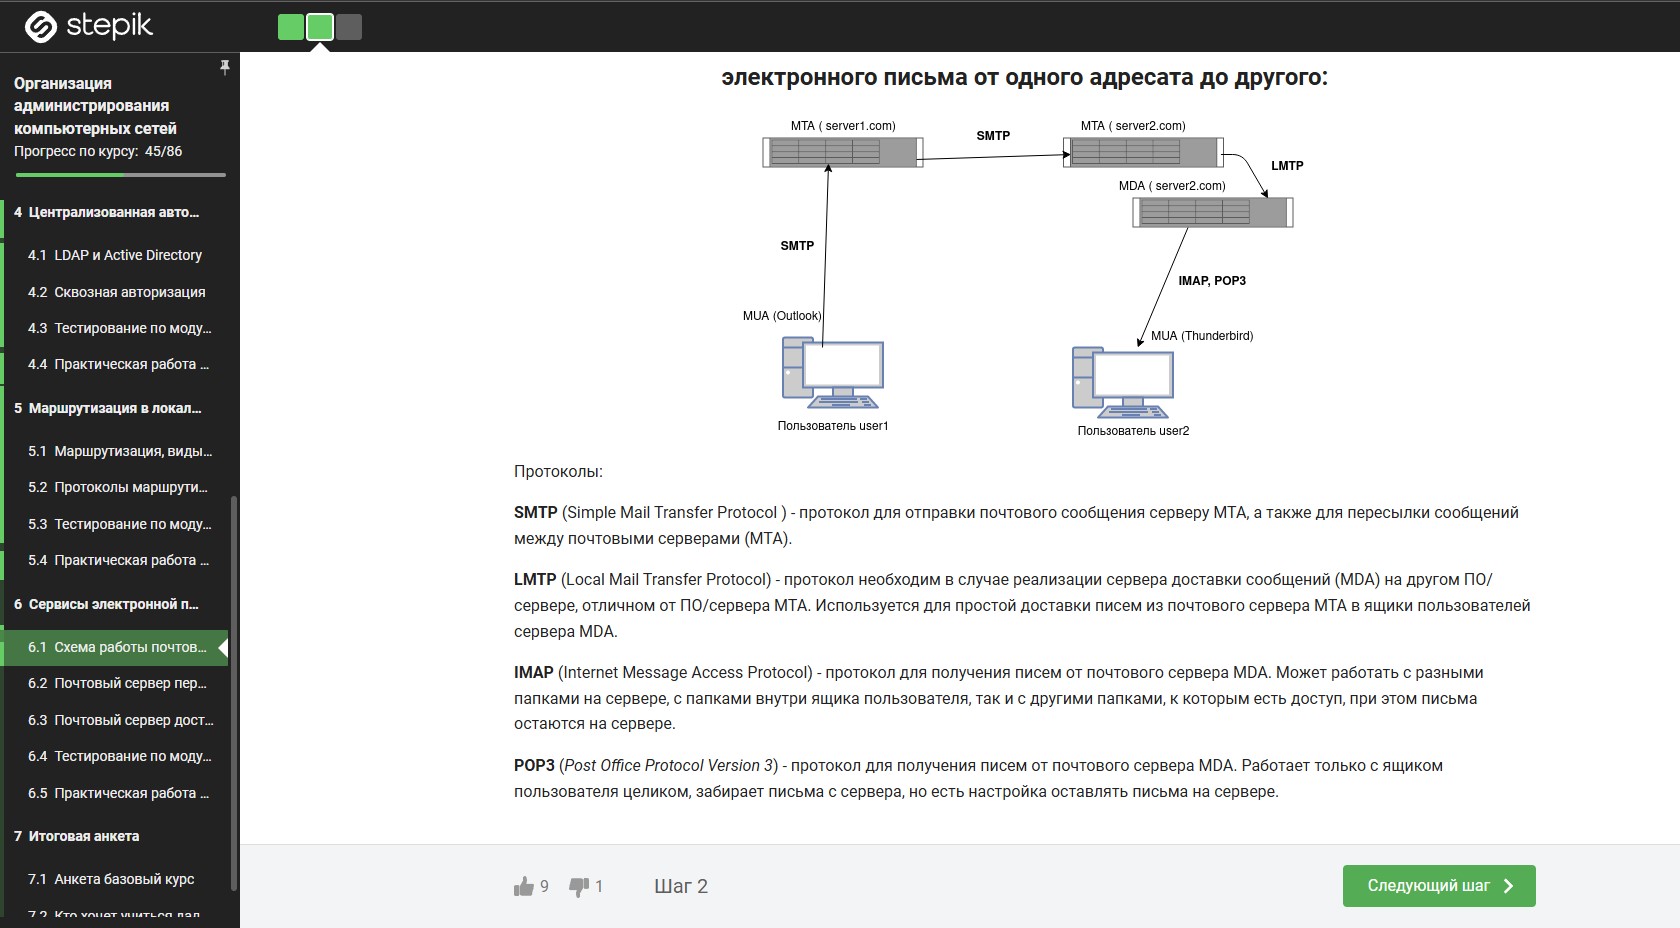 stepik
Организация
администрирования
компьютерных сетей
Прогресс по курсу: 45/86
4 Централизованная авто...
4.1 LDAP и Active Directory
4.2 Сквозная авторизация
4.3 Тестирование по моду...
4.4 Практическая работа ...
5 Маршрутизация в локал...
5.1 Маршрутизация, виды...
5.2 Протоколы маршрути...
5.3 Тестирование по моду...
5.4 Практическая работа ...
6 Сервисы электронной п...
6.1 Схема работы почтов...
6.2 Почтовый сервер пер...
6.3 Почтовый сервер дост...
6.4 Тестирование по моду...
6.5 Практическая работа ...
7 Итоговая анкета
7.1 Анкета базовый курс
7.2 Кто хочет учиться дал
электронного письма от одного адресата до другого:
MTA ( server1.com)
SMTP
MTA ( server2.com)
LMTP
MDA ( server2.com)
SMTP
IMAP, POP3
MUA (Outlook)
MUA (Thunderbird)
Пользователь user1
Пользователь user2
Протоколы:
SMTP (Simple Mail Transfer Protocol ) - протокол для отправки почтового сообщения серверу MTA, а также для пересылки сообщений
между почтовыми серверами (MTA).
LMTP (Local Mail Transfer Protocol) - протокол необходим в случае реализации сервера доставки сообщений (MDA) на другом ПО/
сервере, отличном от ПО/сервера MTA. Используется для простой доставки писем из почтового сервера MTA в ящики пользователей
сервера MDA.
IMAP (Internet Message Access Protocol) - протокол для получения писем от почтового сервера MDA. Может работать с разными
папками на сервере, с папками внутри ящика пользователя, так и с другими папками, к которым есть доступ, при этом письма
остаются на сервере.
POP3 (Post Office Protocol Version 3) - протокол для получения писем от почтового сервера MDA. Работает только с ящиком
пользователя целиком, забирает письма с сервера, но есть настройка оставлять письма на сервере.
9 1 Шаг 2 Следующий шаг